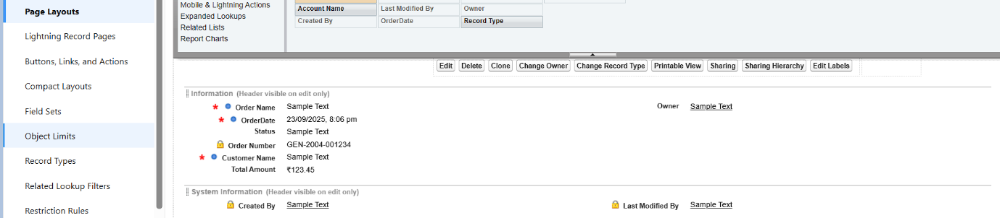 Page Layouts
Lightning Record Pages
Buttons, Links, and Actions
Compact Layouts
Field Sets
Object Limits
Record Types
Related Lookup Filters
Restriction Rules
Mobile & Lightning Actions
Expanded Lookups
Related Lists
Report Charts
Account Name Last Modified By Owner
Created By OrderDate Record Type
Edit Delete Clone Change Owner Change Record Type Printable View Sharing Sharing Hierarchy Edit Labels
Information (Header visible on edit only)
* Order Name Sample Text Owner Sample Text
* OrderDate 23/09/2025, 8:06 pm
Status Sample Text
Order Number GEN-2004-001234
* Customer Name Sample Text
Total Amount ₹123.45
System Information (Header visible on edit only)
Created By Sample Text Last Modified By Sample Text